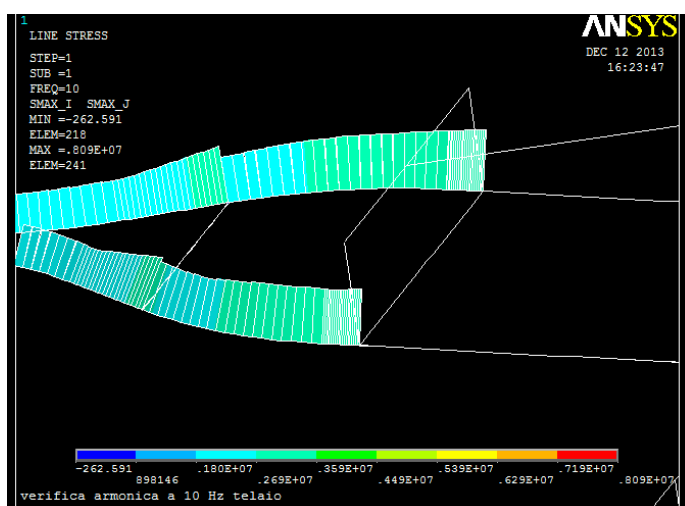 1
LINE STRESS
ANSYS
STEP=1
SUB =1
FREQ=10
SMAX_I SMAX_J
MIN =-262.591
ELEM=218
MAX =.809E+07
ELEM=241
DEC 12 2013
16:23:47
-262.591 .180E+07 .359E+07 .539E+07 .719E+07
898146 .269E+07 .449E+07 .629E+07 .809E+07
verifica armonica a 10 Hz telaio